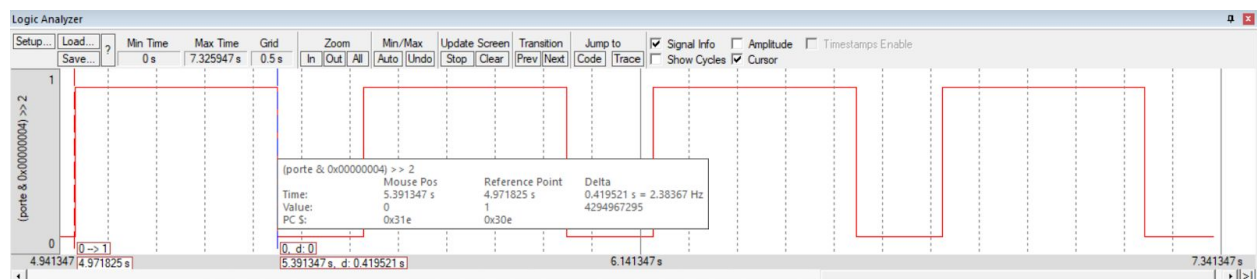 Logic Analyzer
Setup... Load... ? Min Time Max Time Grid Zoom Min/Max Update Screen Transition Jump to Signal Info Amplitude Timestamps Enable
Save... 0 s 7.325947 s 0.5 s In Out All Auto Undo Stop Clear Prev Next Code Trace Show Cycles Cursor
1
(porte & 0x00000004) >> 2
(porte & 0x00000004) >> 2
Mouse Pos Reference Point Delta
Time: 5.391347 s 4.971825 s 0.419521 s = 2.38367 Hz
Value: 0 1 4294967295
PC $: 0x31e 0x30e
0 0 --> 1 0, d: 0
4.941347 4.971825 s 5.391347 s, d: 0.419521 s 6.141347 s 7.341347 s